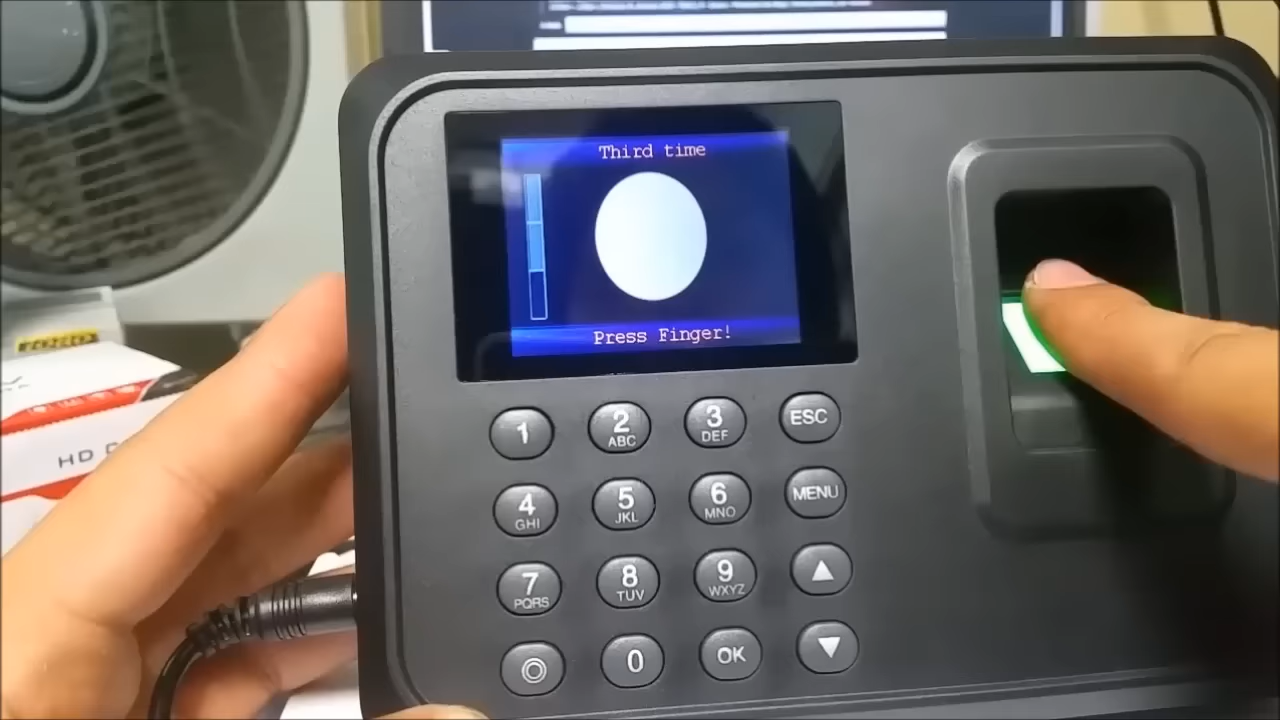 Third time
Press Finger!
1
2
ABC
3
DEF
ESC
4
GHI
5
JKL
6
MNO
MENU
7
PQRS
8
TUV
9
WXYZ
▲
◎
0
OK
▼
HD